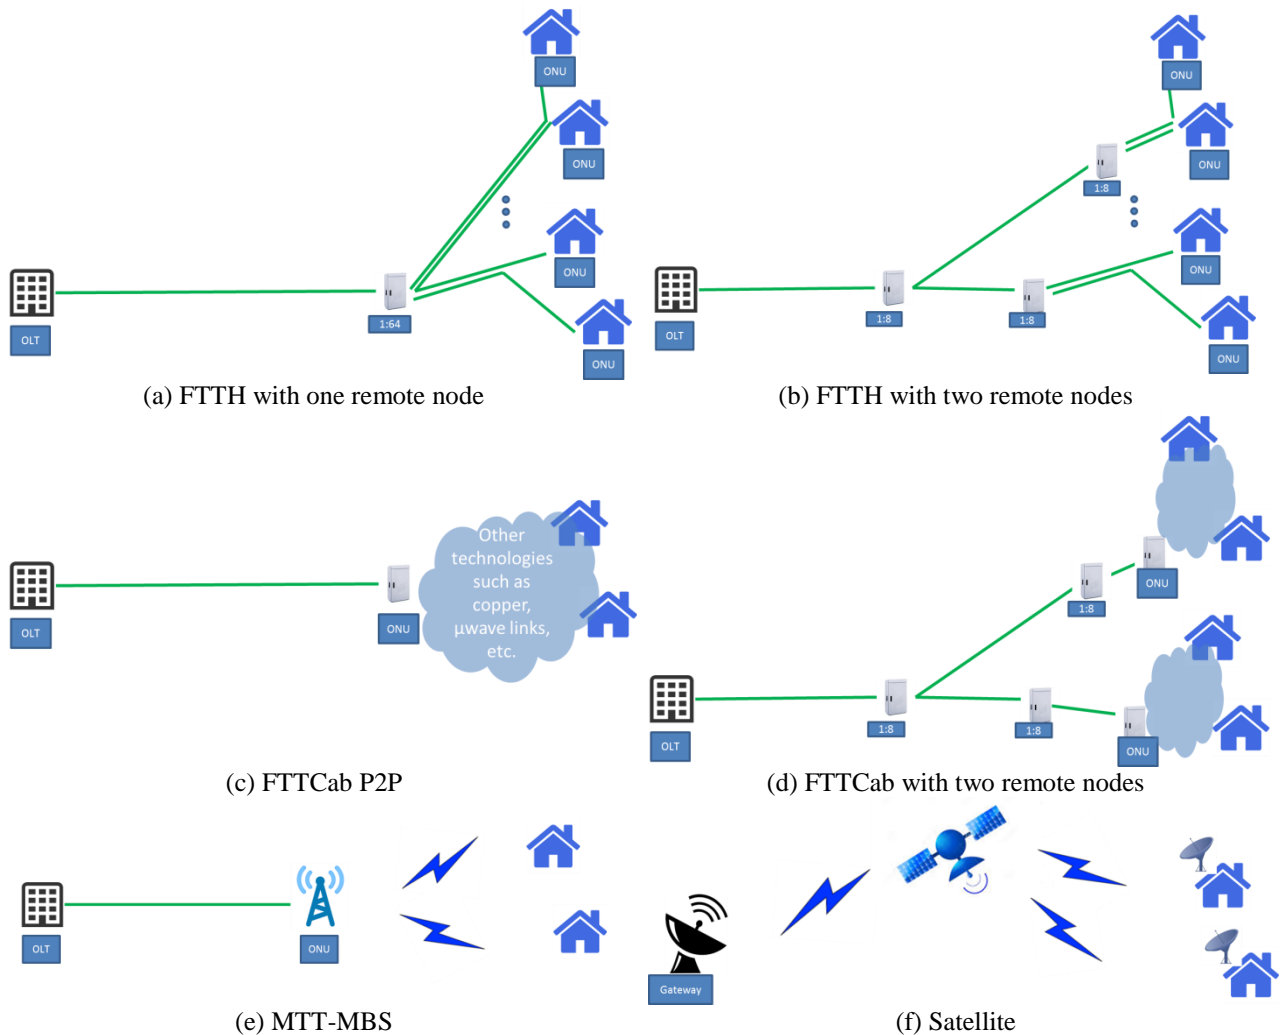 ONU
ONU
ONU
OLT
1:64
ONU
(a) FTTH with one remote node
ONU
ONU
1:8
ONU
OLT
1:8
1:8
ONU
(b) FTTH with two remote nodes
Other
technologies
such as
copper,
µwave links,
etc.
OLT
ONU
(c) FTTCab P2P
ONU
1:8
OLT
1:8
1:8
ONU
(d) FTTCab with two remote nodes
OLT
ONU
(e) MTT-MBS
Gateway
(f) Satellite